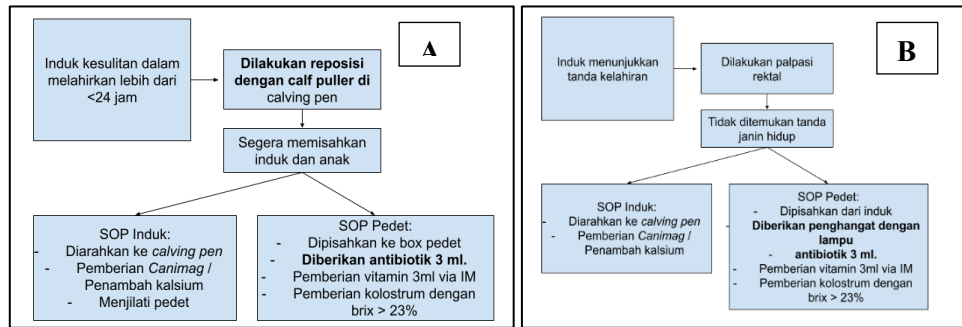 A
Induk kesulitan dalam
melahirkan lebih dari
<24 jam
Dilakukan reposisi
dengan calf puller di
calving pen
Segera memisahkan
induk dan anak
SOP Induk:
- Diarahkan ke calving pen
- Pemberian Canimag /
Penambah kalsium
- Menjilati pedet
SOP Pedet:
- Dipisahkan ke box pedet
- Diberikan antibiotik 3 ml.
- Pemberian vitamin 3ml via IM
- Pemberian kolostrum dengan
brix > 23%
B
Induk menunjukkan
tanda kelahiran
Dilakukan palpasi
rektal
Tidak ditemukan tanda
janin hidup
SOP Induk:
- Diarahkan ke calving pen
- Pemberian Canimag /
Penambah kalsium
SOP Pedet:
- Dipisahkan dari induk
- Diberikan penghangat dengan
lampu
- antibiotik 3 ml.
- Pemberian vitamin 3ml via IM
- Pemberian kolostrum dengan
brix > 23%